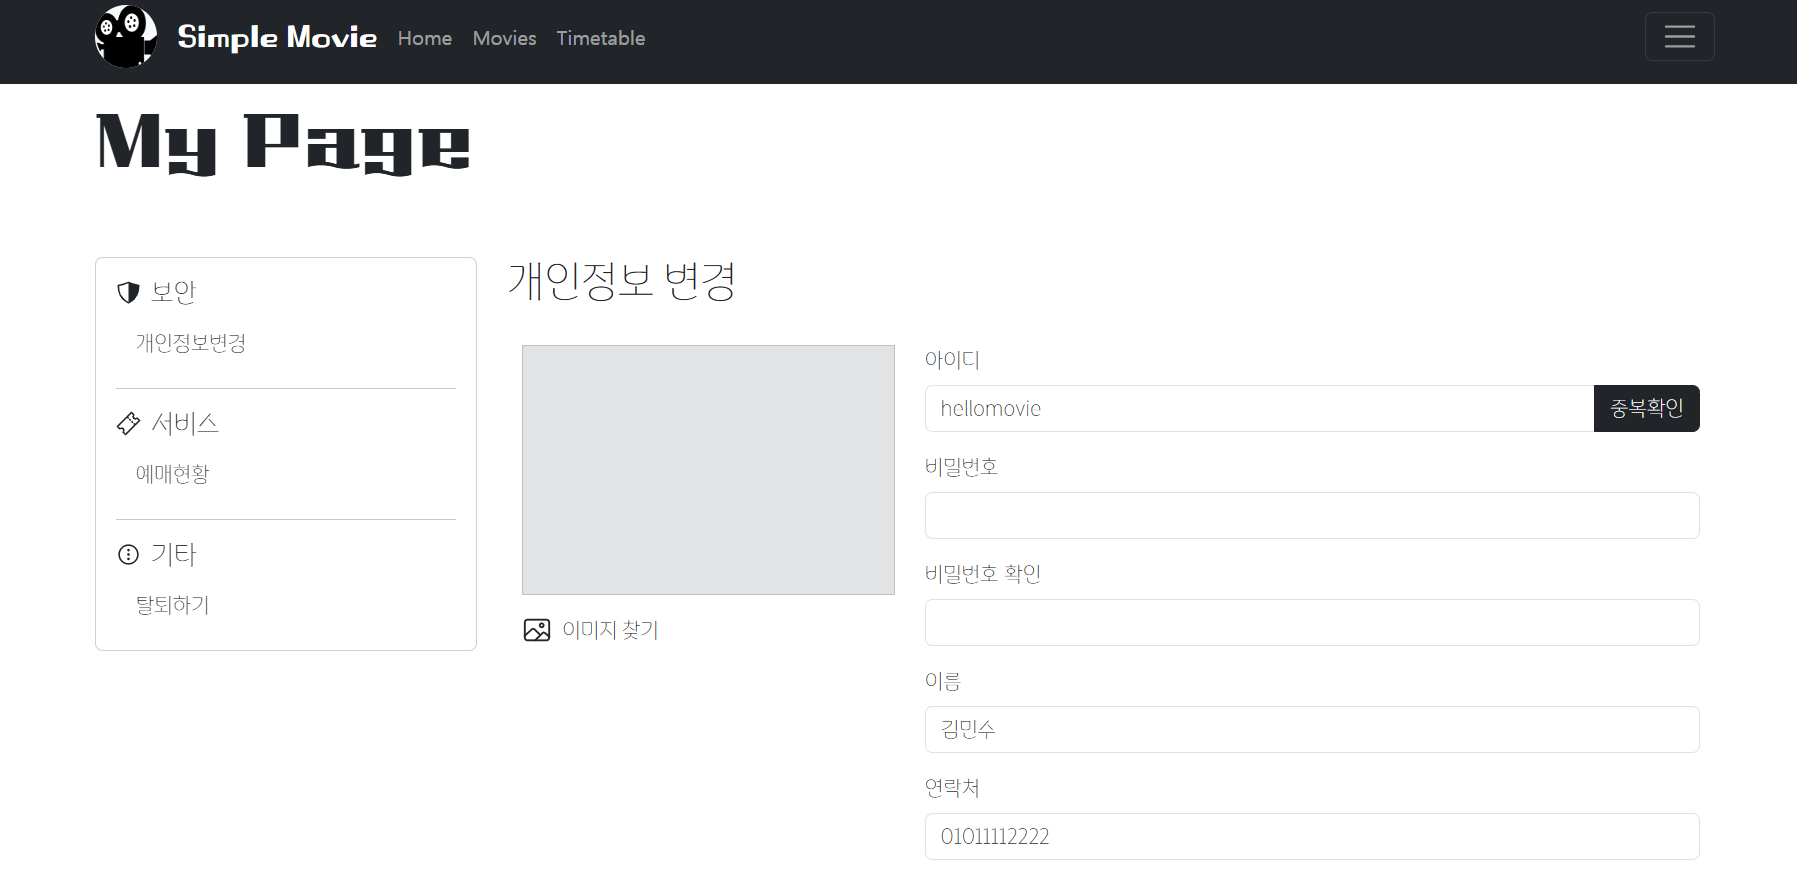 Simple Movie Home Movies Timetable
My Page
보안
개인정보변경
서비스
예매현황
기타
탈퇴하기
개인정보 변경
이미지 찾기
아이디
hellomovie 중복확인
비밀번호
비밀번호 확인
이름
김민수
연락처
01011112222